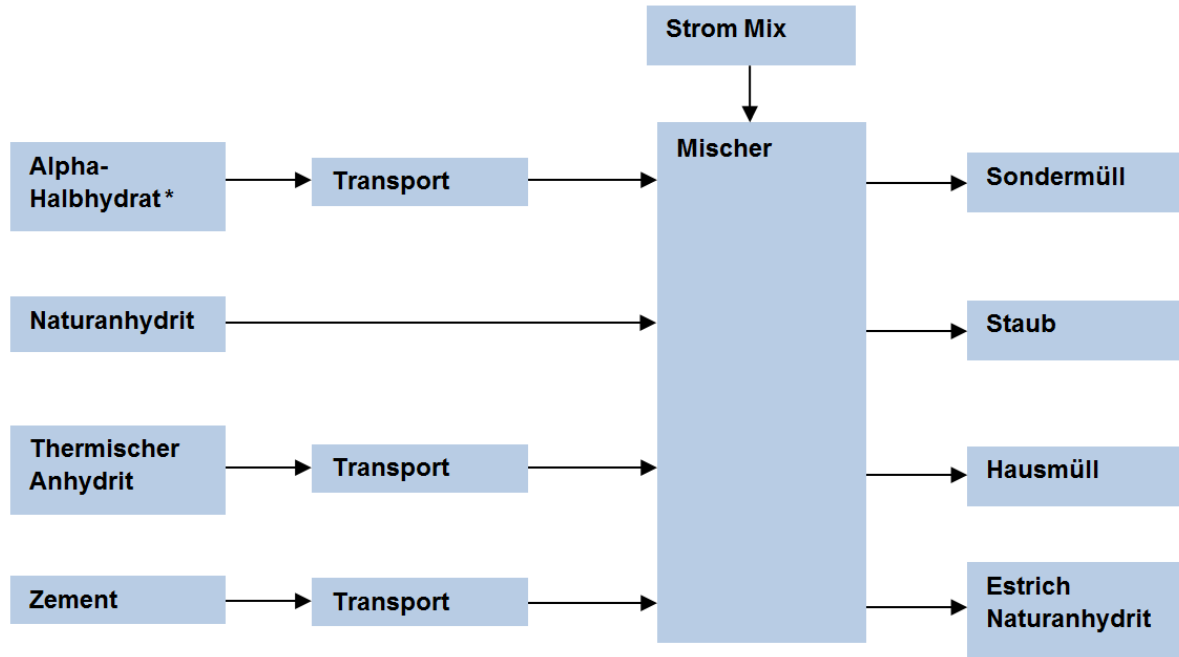 Strom Mix
Mischer
Alpha-
Halbhydrat *
Transport
Sondermüll
Naturanhydrit
Staub
Thermischer
Anhydrit
Transport
Hausmüll
Zement
Transport
Estrich
Naturanhydrit